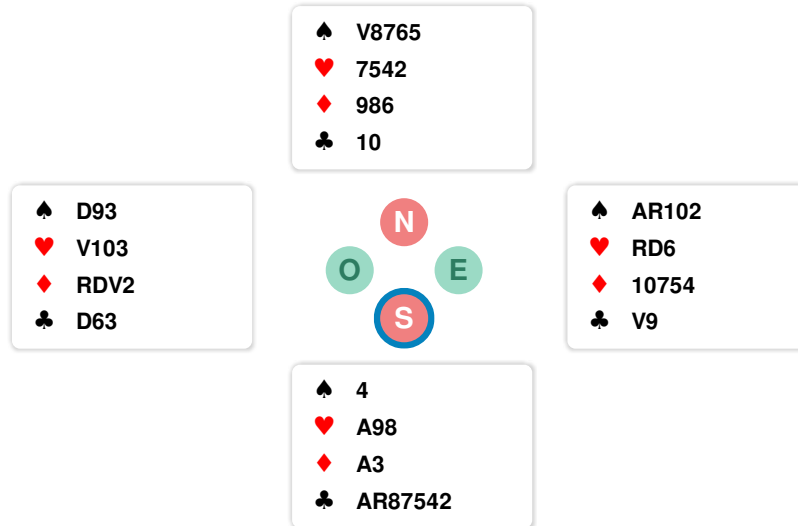 ♠ V8765
♥ 7542
♦ 986
♣ 10
♠ D93
♥ V103
♦ RDV2
♣ D63
N
O E
S
♠ AR102
♥ RD6
♦ 10754
♣ V9
♠ 4
♥ A98
♦ A3
♣ AR87542